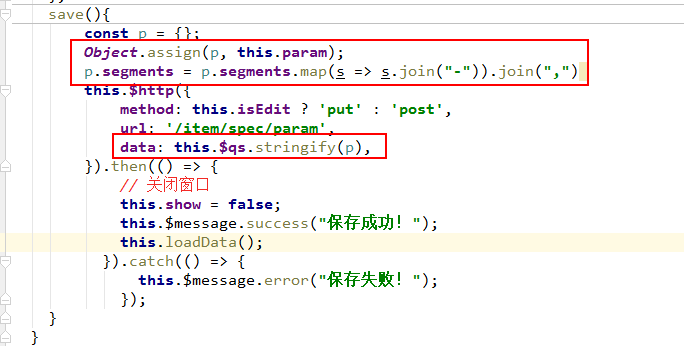 save(){
const p = {};
Object.assign(p, this.param);
p.segments = p.segments.map(s => s.join("-")).join(",")
this.$http({
method: this.isEdit ? 'put' : 'post',
url: '/item/spec/param',
data: this.$qs.stringify(p),
}).then(() => {
// 关闭窗口
this.show = false;
this.$message.success("保存成功！");
this.loadData();
}).catch(() => {
this.$message.error("保存失败！");
});
}
}